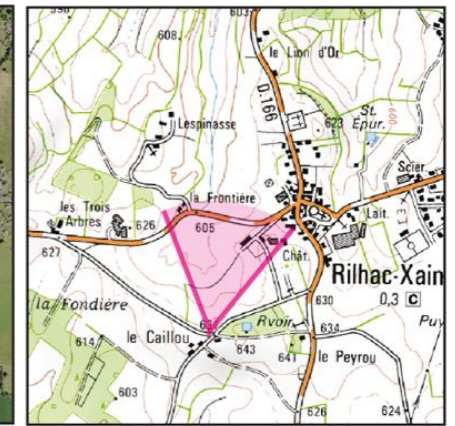 603
608
le Lion d'Or
D.166
Lespinasse
623
St.
Épur.
600
Scier.
la Frontière
les Trois
Arbres
626
605
Lait.
Chât.
627
Rilhac-Xain
0,3 C
la Fondière
630
Rvoir
634
le Caillou
614
643
641
le Peyrou
Puy
603
626
624